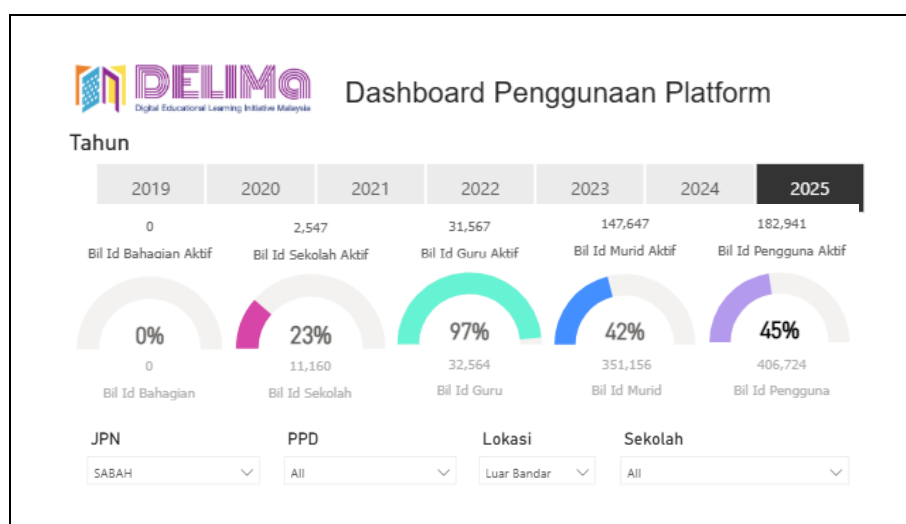 DELIMa
Digital Educational Learning Initiative Malaysia
Dashboard Penggunaan Platform
Tahun
2019 2020 2021 2022 2023 2024 2025
0 2,547 31,567 147,647 182,941
Bil Id Bahagian Aktif Bil Id Sekolah Aktif Bil Id Guru Aktif Bil Id Murid Aktif Bil Id Pengguna Aktif
0% 23% 97% 42% 45%
0 11,160 32,564 351,156 406,724
Bil Id Bahagian Bil Id Sekolah Bil Id Guru Bil Id Murid Bil Id Pengguna
JPN PPD Lokasi Sekolah
SABAH All Luar Bandar All